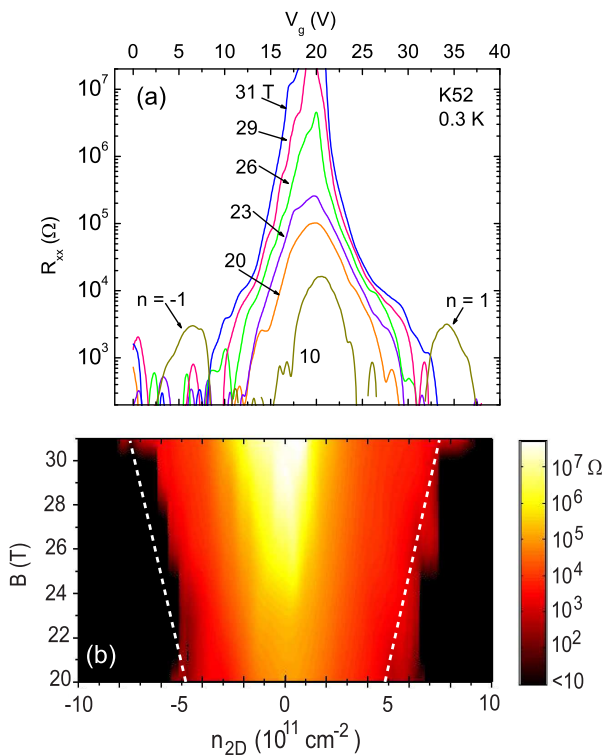 V_g (V)
0 5 10 15 20 25 30 35 40
10^7
10^6
10^5
10^4
10^3
R_xx (Ω)
(a)
K52
0.3 K
31 T
29
26
23
20
10
n = -1
n = 1
30
28
26
24
22
20
B (T)
(b)
-10 -5 0 5 10
n_2D (10^11 cm^-2)
10^7 Ω
10^6
10^5
10^4
10^3
10^2
<10